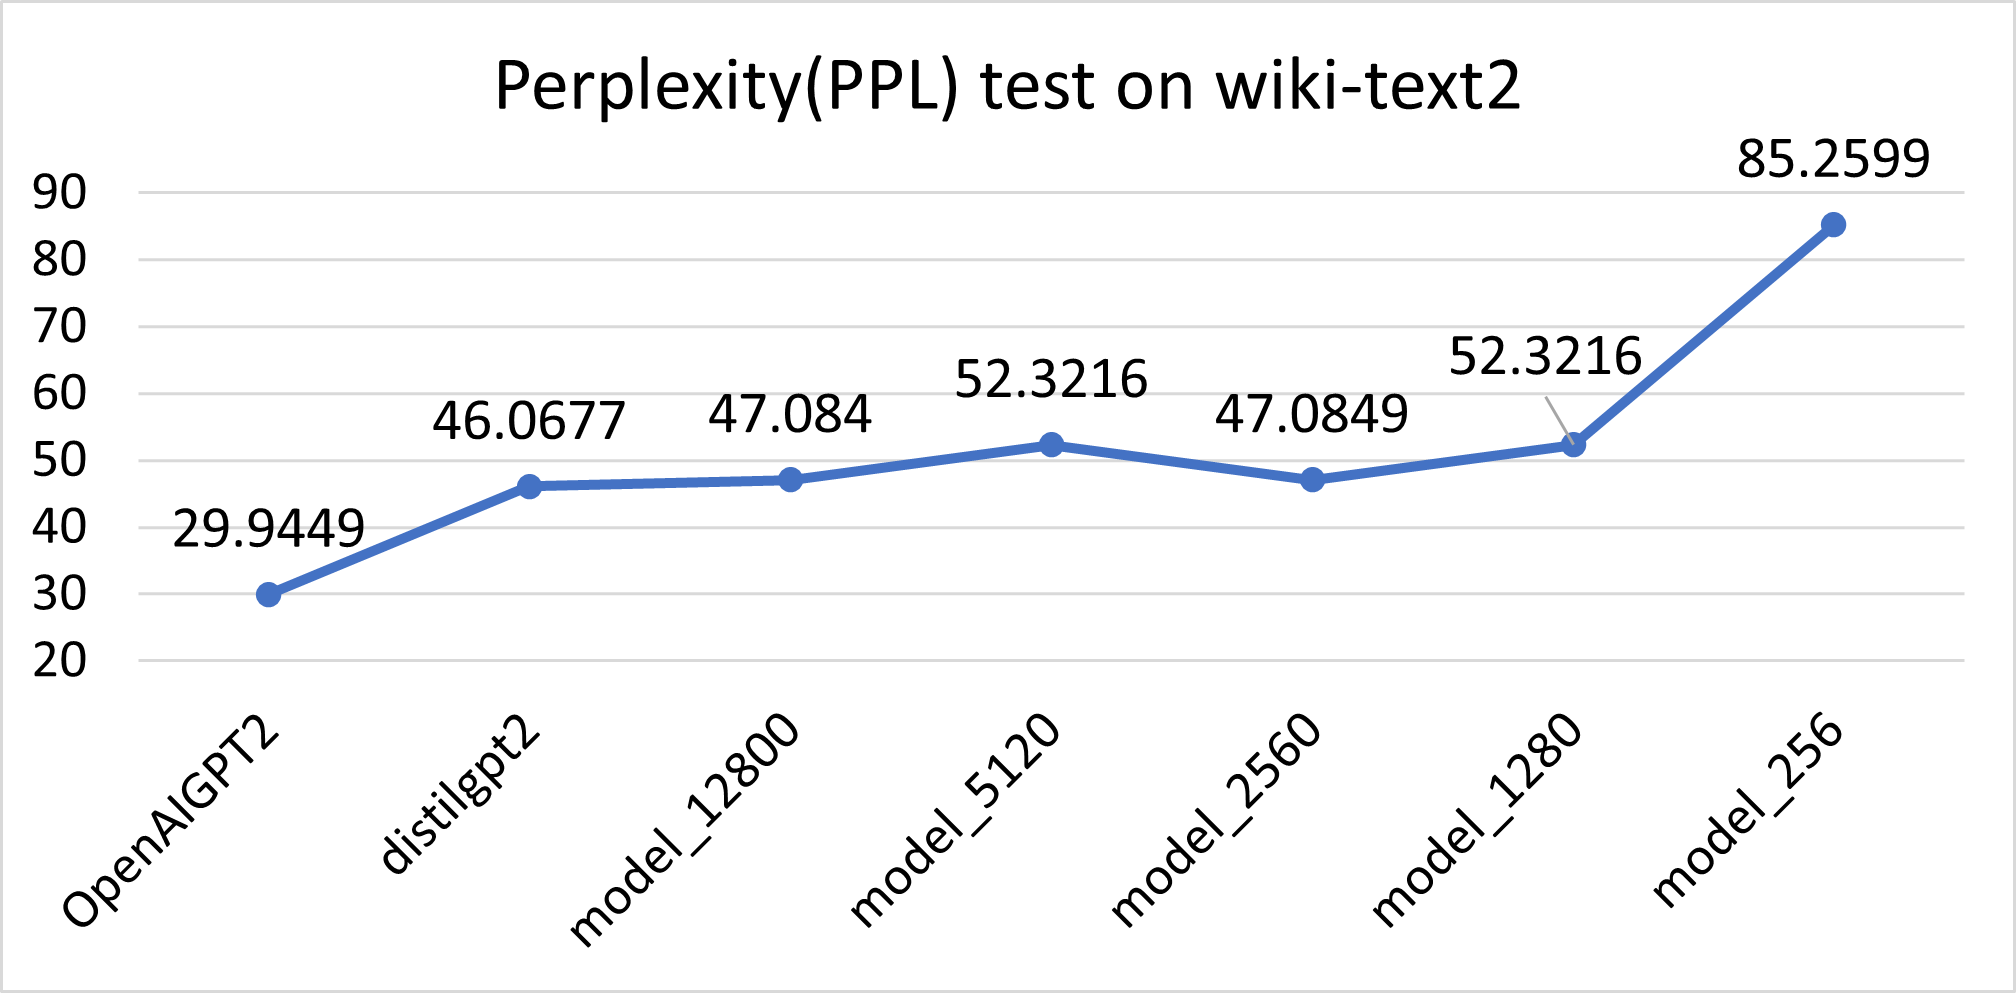 Perplexity(PPL) test on wiki-text2
85.2599
90
80
70
52.3216
52.3216
60
46.0677
47.084
47.0849
50
29.9449
40
30
20
OpenAIGPT2
distilgpt2
model_12800
model_5120
model_2560
model_1280
model_256